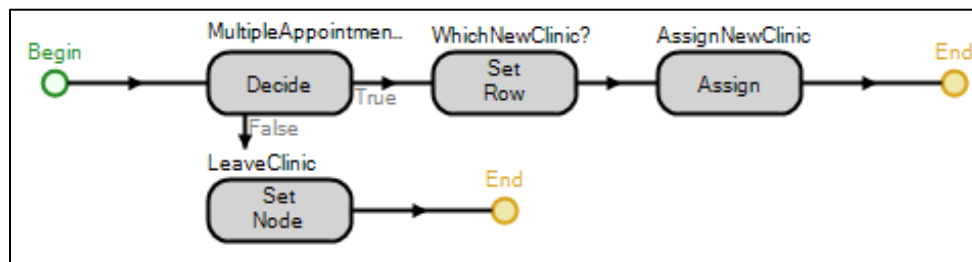 MultipleAppointmen...
WhichNewClinic?
AssignNewClinic
Begin
End
Decide
Set
Row
Assign
True
False
LeaveClinic
End
Set
Node